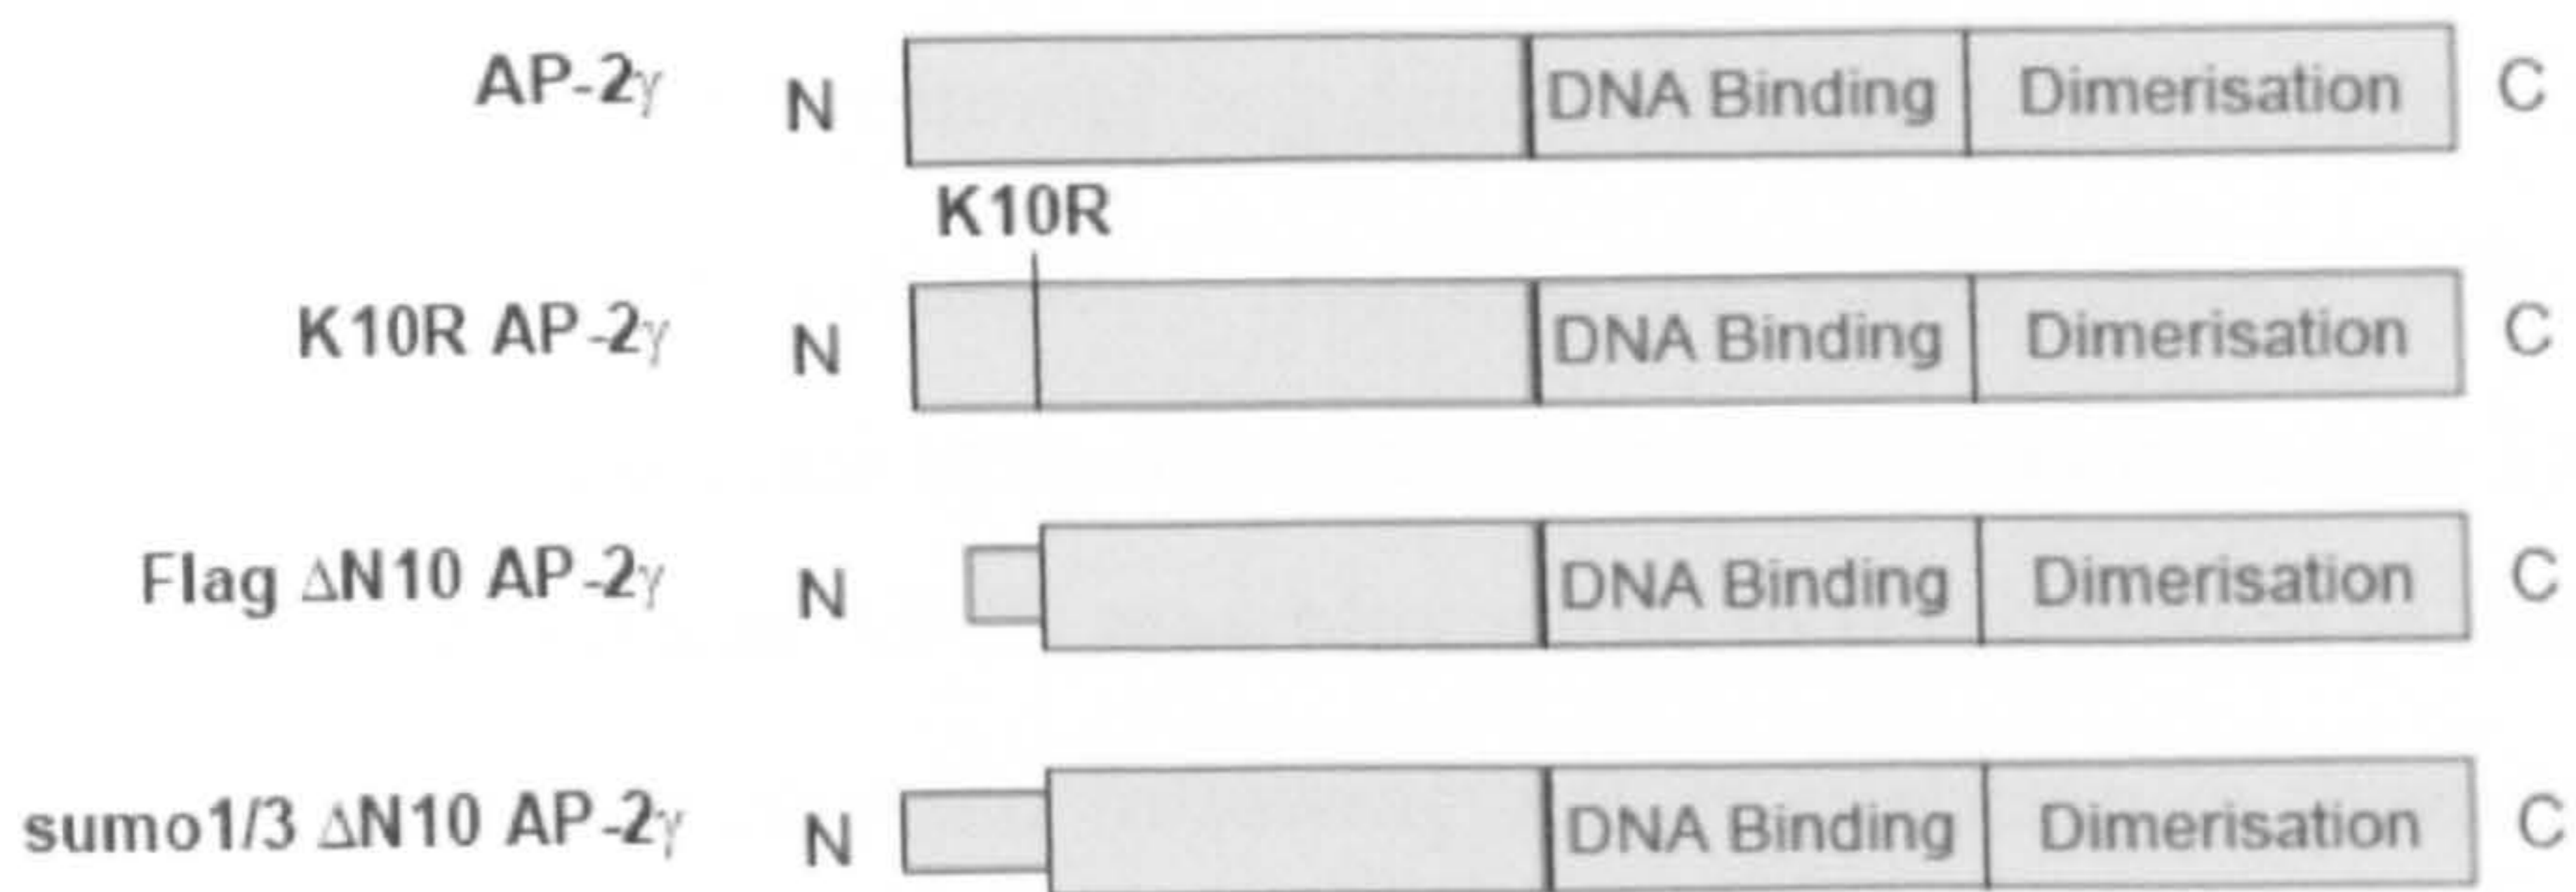 AP-2γ N DNA Binding Dimerisation C
K10R
K10R AP-2γ N DNA Binding Dimerisation C
Flag ΔN10 AP-2γ N DNA Binding Dimerisation C
sumo1/3 ΔN10 AP-2γ N DNA Binding Dimerisation C